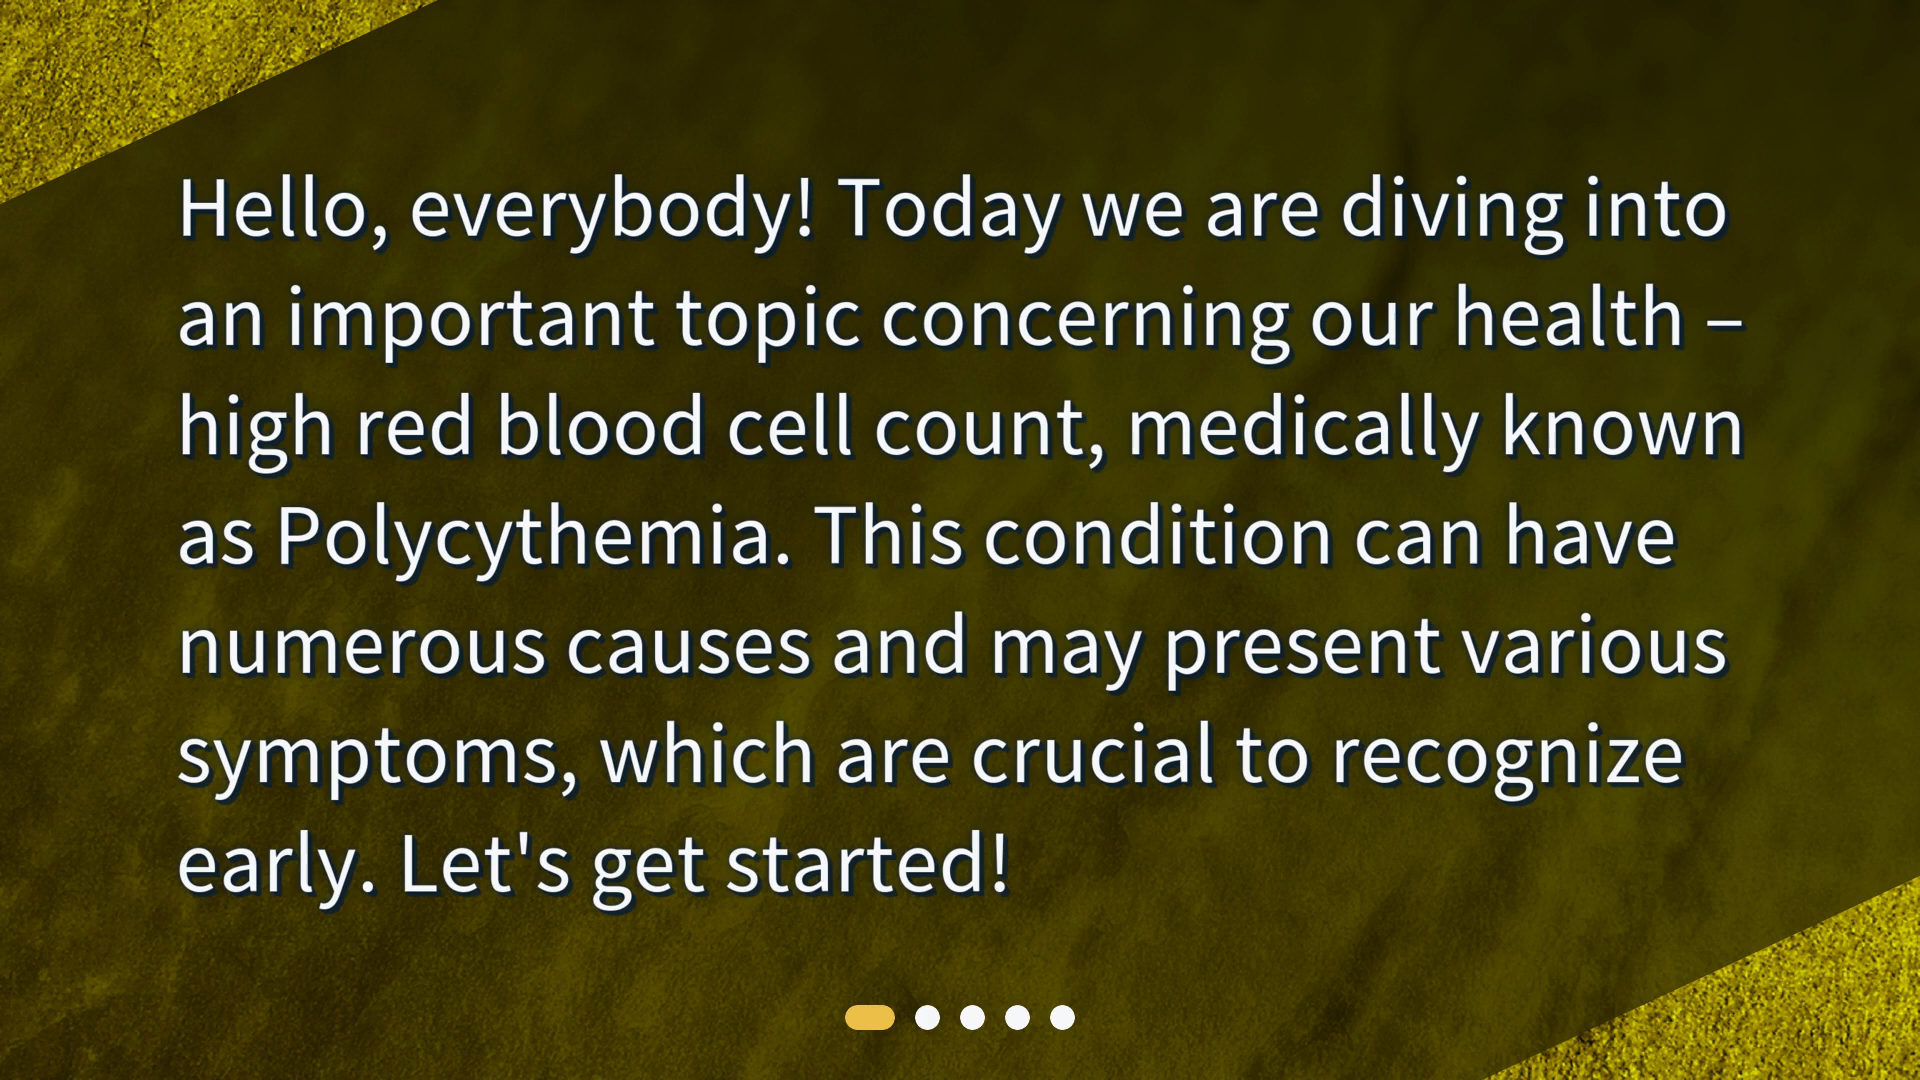 Hello, everybody! Today we are diving into
an important topic concerning our health –
high red blood cell count, medically known
as Polycythemia. This condition can have
numerous causes and may present various
symptoms, which are crucial to recognize
early. Let's get started!